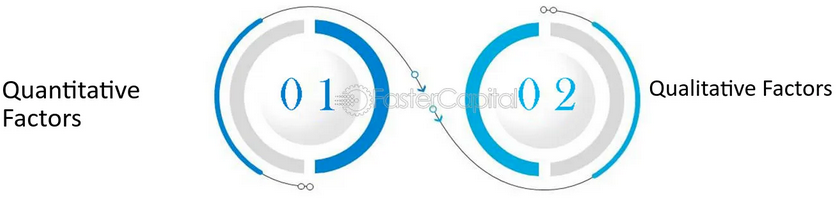 Quantitative
Factors
01
FasterCapital
02
Qualitative Factors